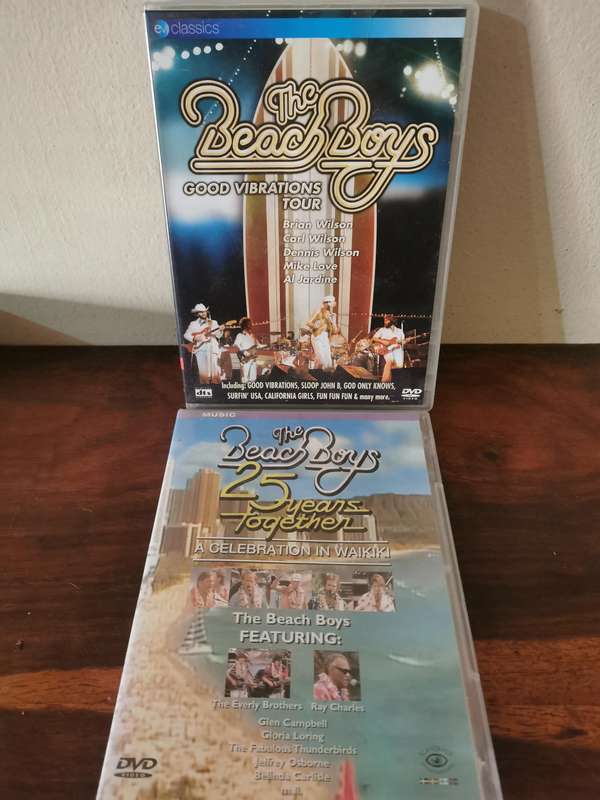 ev classics
The
Beach Boys
GOOD VIBRATIONS
TOUR
Brian Wilson
Carl Wilson
Dennis Wilson
Mike Love
Al Jardine
Including: GOOD VIBRATIONS, SLOOP JOHN B, GOD ONLY KNOWS,
SURFIN' USA, CALIFORNIA GIRLS, FUN FUN FUN & many more.
DVD
VIDEO
MUSIC
The
Beach Boys
25 years
together
A CELEBRATION IN WAIKIKI
The Beach Boys
FEATURING:
The Everly Brothers Ray Charles
Glen Campbell
Gloria Loring
The Fabulous Thunderbirds
Jeffrey Osborne
Belinda Carlisle
m.fl.
DVD
VIDEO